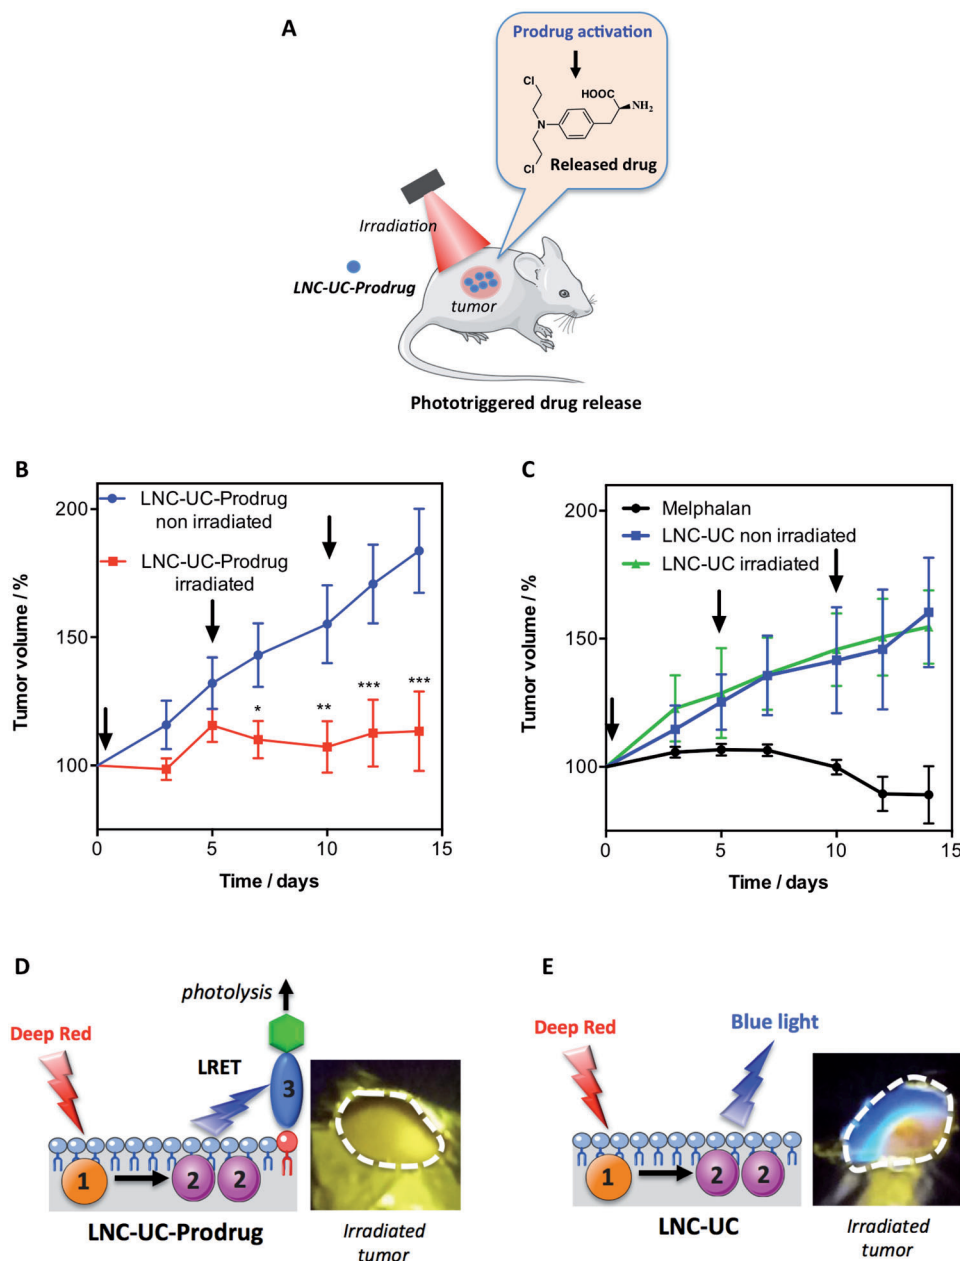 A
Prodrug activation
Cl
HOOC
NH₂
N
Cl
Released drug
Irradiation
LNC-UC-Prodrug
tumor
Phototriggered drug release
B
LNC-UC-Prodrug
non irradiated
LNC-UC-Prodrug
irradiated
Tumor volume / %
200
150
100
*
**
***
***
0
5
10
15
Time / days
C
Melphalan
LNC-UC non irradiated
LNC-UC irradiated
Tumor volume / %
200
150
100
0
5
10
15
Time / days
D
photolysis
Deep Red
LRET
3
1
2
2
LNC-UC-Prodrug
Irradiated
tumor
E
Deep Red
Blue light
1
2
2
LNC-UC
Irradiated
tumor